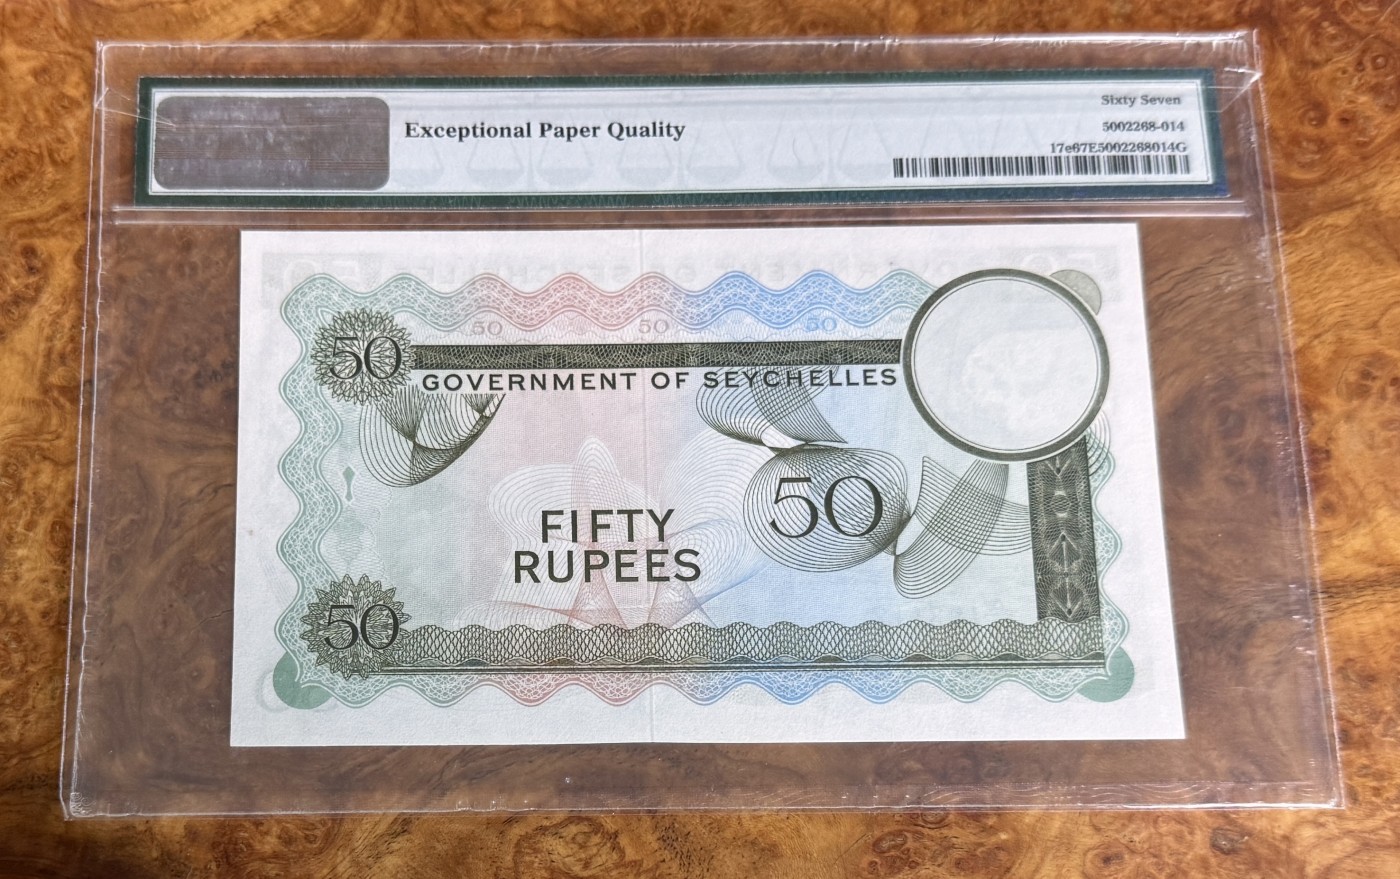 Exceptional Paper Quality
Sixty Seven
5002268-014
17e67E5002268014G
50 50 50
50
GOVERNMENT OF SEYCHELLES
50
FIFTY
RUPEES
50